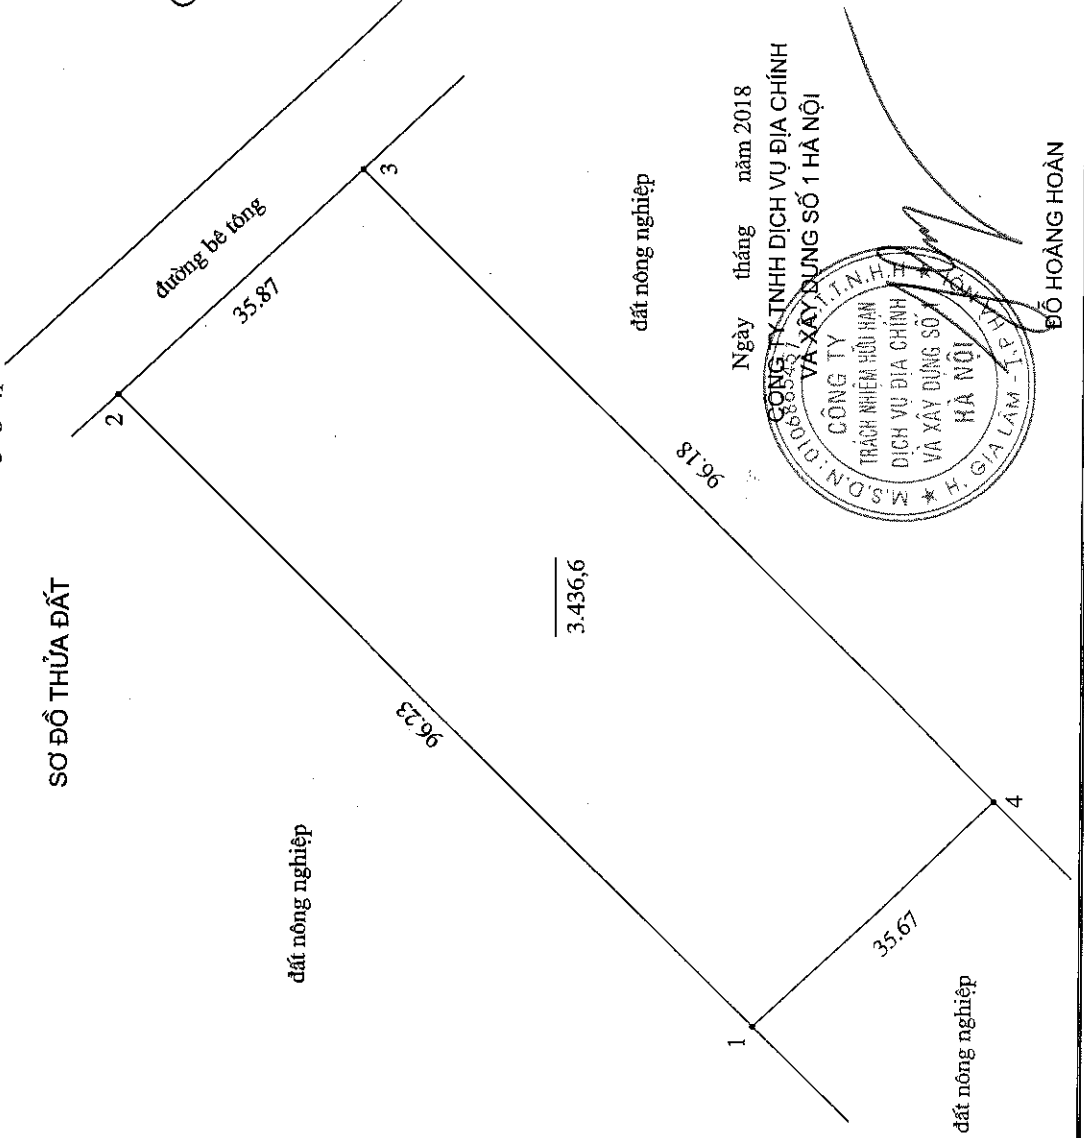 SƠ ĐỒ THỬA ĐẤT
2
đường bê tông
35.87
3
đất nông nghiệp
96.23
3.436,6
96.18
đất nông nghiệp
1
35.67
4
đất nông nghiệp
Ngày tháng năm 2018
CÔNG TY TNHH DỊCH VỤ ĐỊA CHÍNH
VÀ XÂY DỰNG SỐ 1 HÀ NỘI
CÔNG TY
TRÁCH NHIỆM HỮU HẠN
DỊCH VỤ ĐỊA CHÍNH
VÀ XÂY DỰNG SỐ 1
HÀ NỘI
M.S.D.N:
T.T.N.H.H
H. GIA LÂM - T.P HÀ NỘI
ĐỖ HOÀNG HOÀN